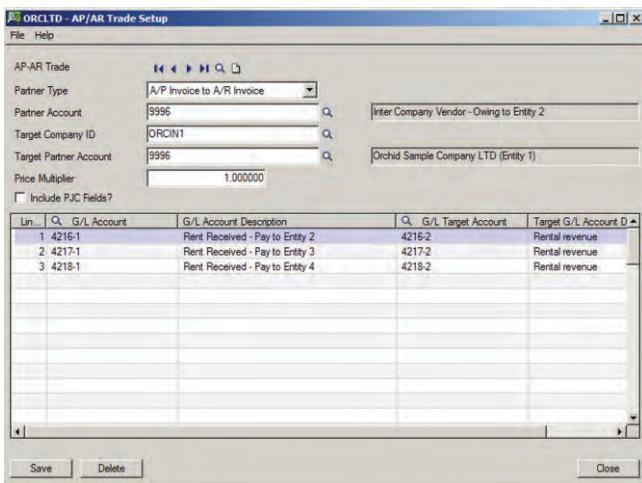 ORCLTD - AP/AR Trade Setup
File Help
AP-AR Trade
Partner Type A/P Invoice to A/R Invoice
Partner Account 9996 Inter Company Vendor - Owing to Entity 2
Target Company ID ORCIN1
Target Partner Account 9996 Orchid Sample Company LTD (Entity 1)
Price Multiplier 1.000000
Include PJC Fields?
Lin... G/L Account G/L Account Description G/L Target Account Target G/L Account D
1 4216-1 Rent Received - Pay to Entity 2 4216-2 Rental revenue
2 4217-1 Rent Received - Pay to Entity 3 4217-2 Rental revenue
3 4218-1 Rent Received - Pay to Entity 4 4218-2 Rental revenue
Save Delete Close